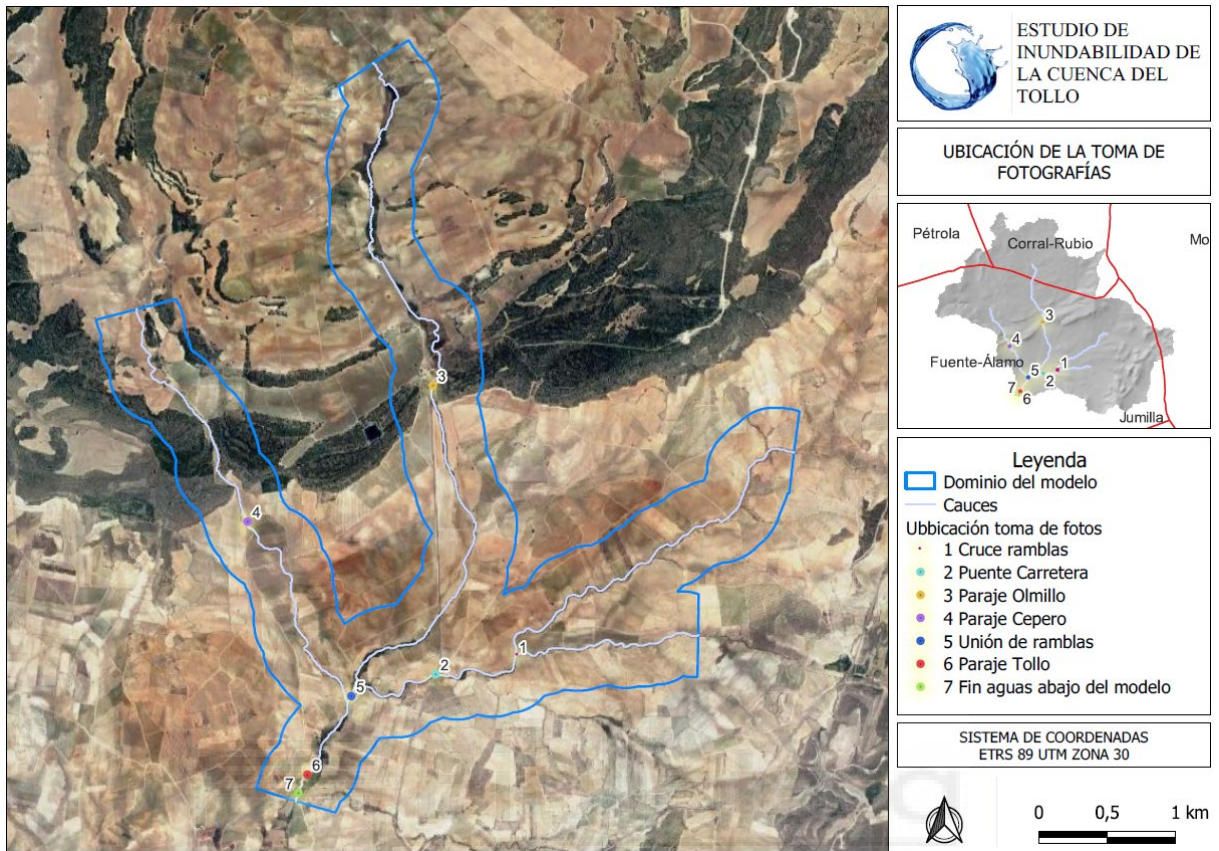 ESTUDIO DE
INUNDABILIDAD DE
LA CUENCA DEL
TOLLO
UBICACIÓN DE LA TOMA DE
FOTOGRAFÍAS
Pétrola
Corral-Rubio
Mo
3
4
Fuente-Álamo
5
2
1
7
6
Jumilla
Leyenda
Dominio del modelo
Cauces
Ubbicación toma de fotos
1 Cruce ramblas
2 Puente Carretera
3 Paraje Olmillo
4 Paraje Cepero
5 Unión de ramblas
6 Paraje Tollo
7 Fin aguas abajo del modelo
SISTEMA DE COORDENADAS
ETRS 89 UTM ZONA 30
0 0,5 1 km
3
4
1
2
5
6
7